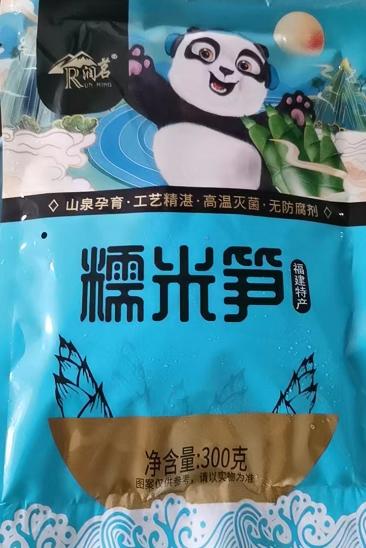 润茗
RUN MING
山泉孕育·工艺精湛·高温灭菌·无防腐剂
糯米笋
福建特产
净含量:300克
图案仅供参考，请以实物为准